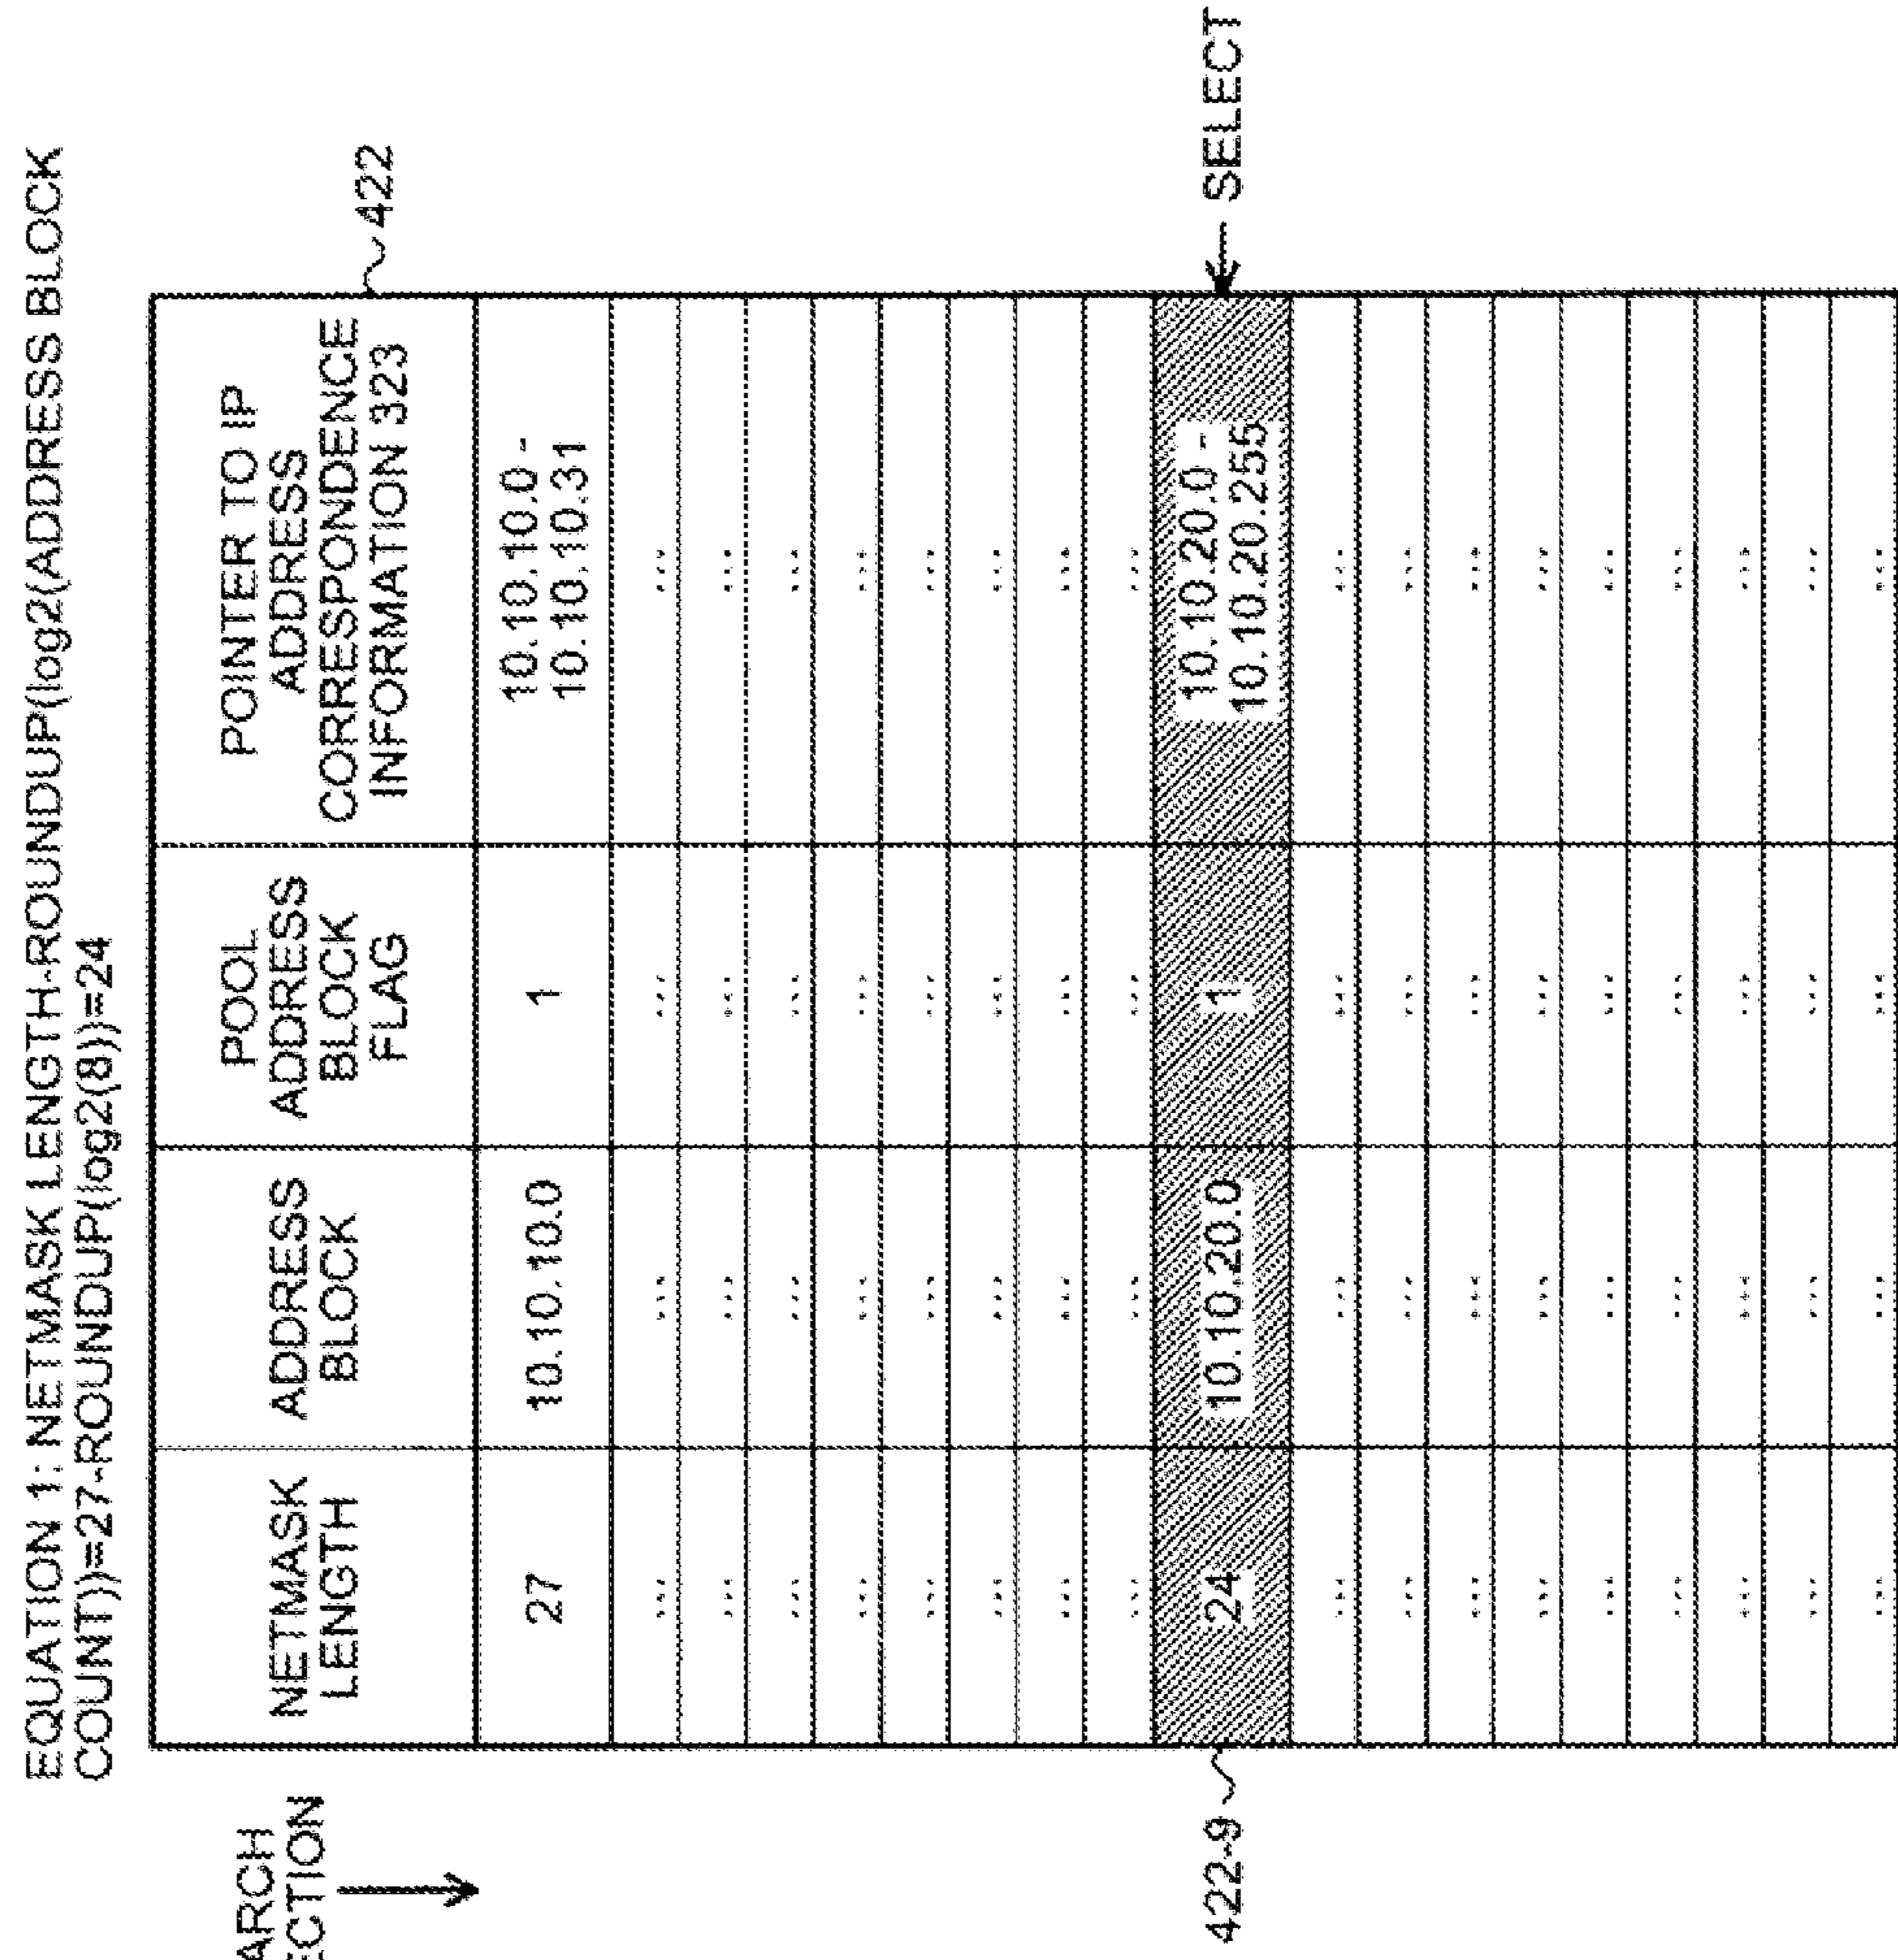 EQUATION 1: NETMASK LENGTH-ROUNDUP(log2(ADDRESS BLOCK
COUNT))=27-ROUNDUP(log2(8))=24
ARCH
ECTION
NETMASK
LENGTH
ADDRESS
BLOCK
POOL
ADDRESS
BLOCK
FLAG
POINTER TO IP
ADDRESS
CORRESPONDENCE
INFORMATION 323
422
27
10.10.10.0
1
10.10.10.0 -
10.10.10.31
... ... ... ...
... ... ... ...
... ... ... ...
... ... ... ...
... ... ... ...
... ... ... ...
... ... ... ...
... ... ... ...
422-9
24
10.10.20.0
1
10.10.20.0 -
10.10.20.255
SELECT
... ... ... ...
... ... ... ...
... ... ... ...
... ... ... ...
... ... ... ...
... ... ... ...
... ... ... ...
... ... ... ...
... ... ... ...